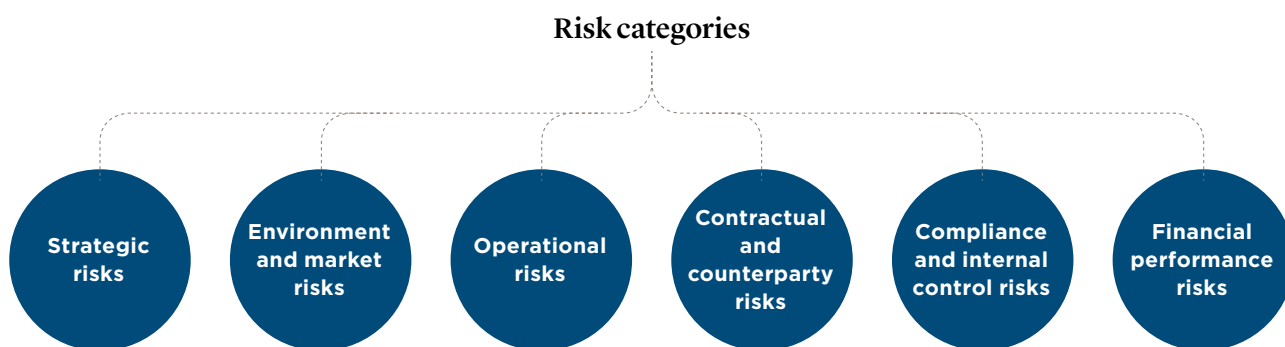 Risk categories
Strategic
risks
Environment
and market
risks
Operational
risks
Contractual
and
counterparty
risks
Compliance
and internal
control risks
Financial
performance
risks